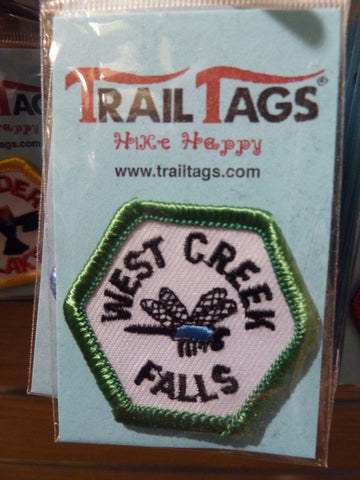 TRAIL TAGS®
HiKe Happy
www.trailtags.com
WEST CREEK
FALLS